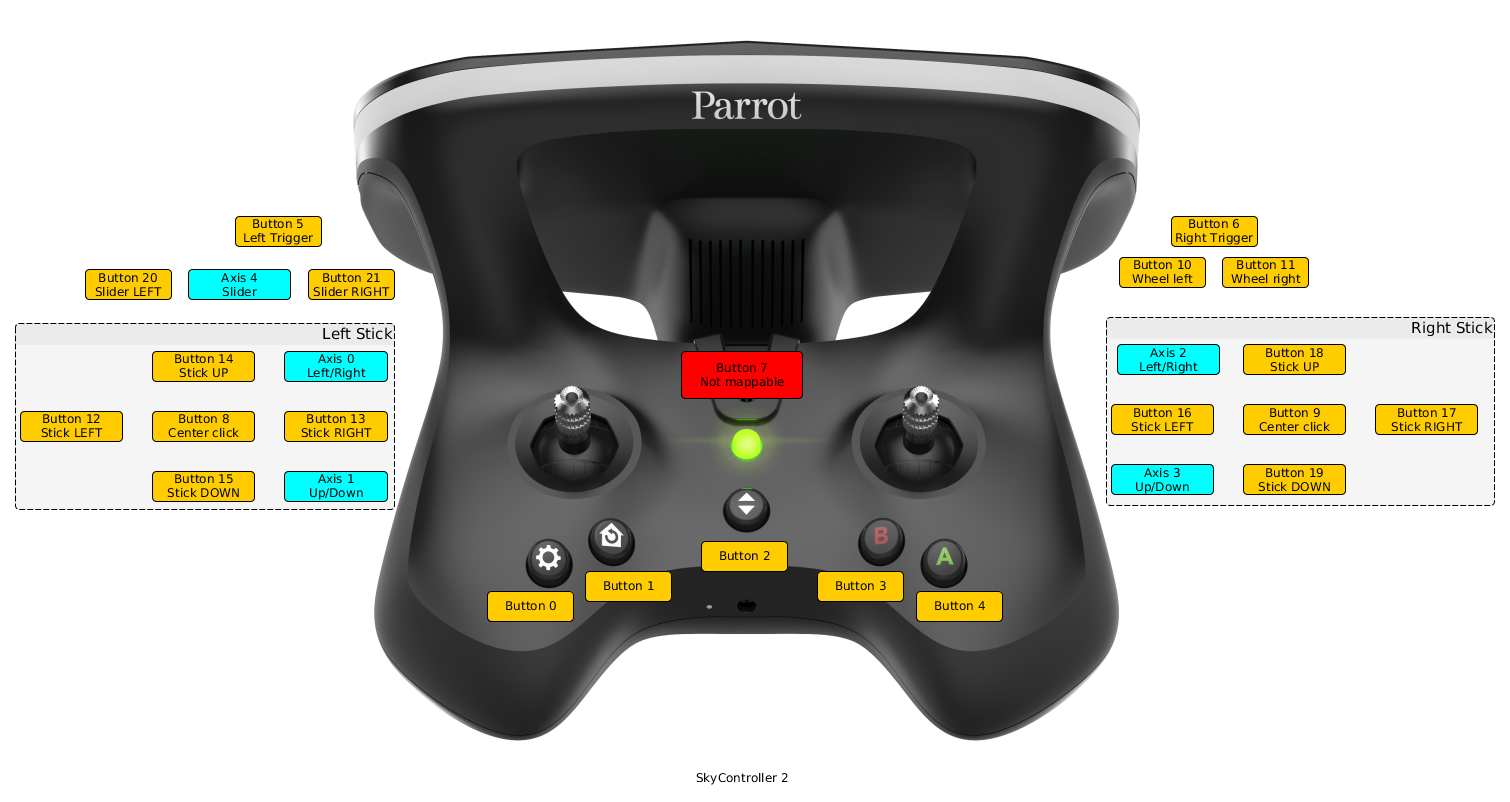 Parrot
Button 5
Left Trigger
Button 20
Slider LEFT
Axis 4
Slider
Button 21
Slider RIGHT
Left Stick
Button 14
Stick UP
Axis 0
Left/Right
Button 12
Stick LEFT
Button 8
Center click
Button 13
Stick RIGHT
Button 15
Stick DOWN
Axis 1
Up/Down
Button 6
Right Trigger
Button 10
Wheel left
Button 11
Wheel right
Right Stick
Axis 2
Left/Right
Button 18
Stick UP
Button 16
Stick LEFT
Button 9
Center click
Button 17
Stick RIGHT
Axis 3
Up/Down
Button 19
Stick DOWN
Button 7
Not mappable
B
A
Button 0
Button 1
Button 2
Button 3
Button 4
SkyController 2